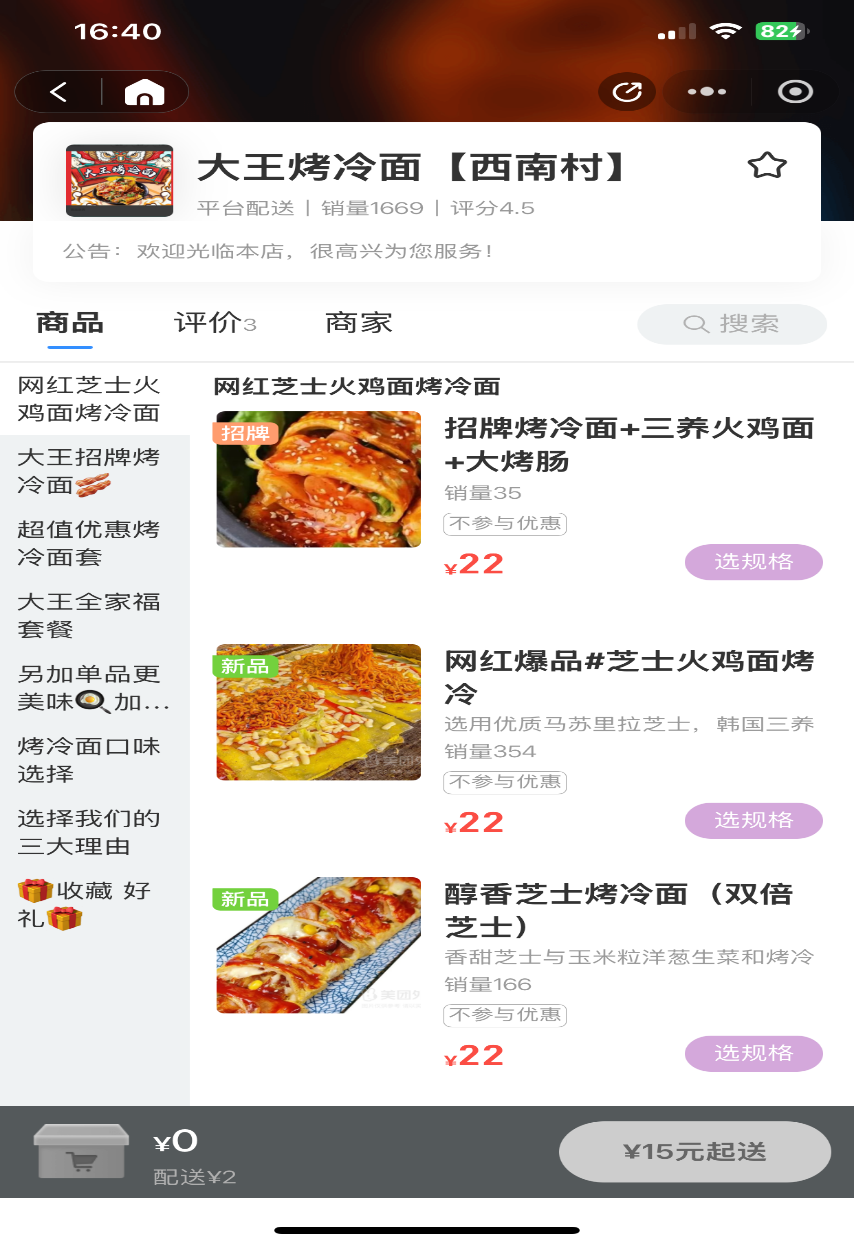 16:40
82
大王烤冷面
大王烤冷面【西南村】
平台配送 | 销量1669 | 评分4.5
公告：欢迎光临本店，很高兴为您服务!
商品
评价3
商家
搜索
网红芝士火
鸡面烤冷面
大王招牌烤
冷面🥓
超值优惠烤
冷面套
大王全家福
套餐
另加单品更
美味🍳加...
烤冷面口味
选择
选择我们的
三大理由
🎁收藏 好
礼🎁
网红芝士火鸡面烤冷面
招牌
招牌烤冷面+三养火鸡面
+大烤肠
销量35
不参与优惠
¥22
选规格
新品
网红爆品#芝士火鸡面烤
冷
选用优质马苏里拉芝士，韩国三养
销量354
不参与优惠
¥22
选规格
美团外
新品
醇香芝士烤冷面（双倍
芝士）
香甜芝士与玉米粒洋葱生菜和烤冷
销量166
不参与优惠
¥22
选规格
美团外
¥0
配送¥2
¥15元起送